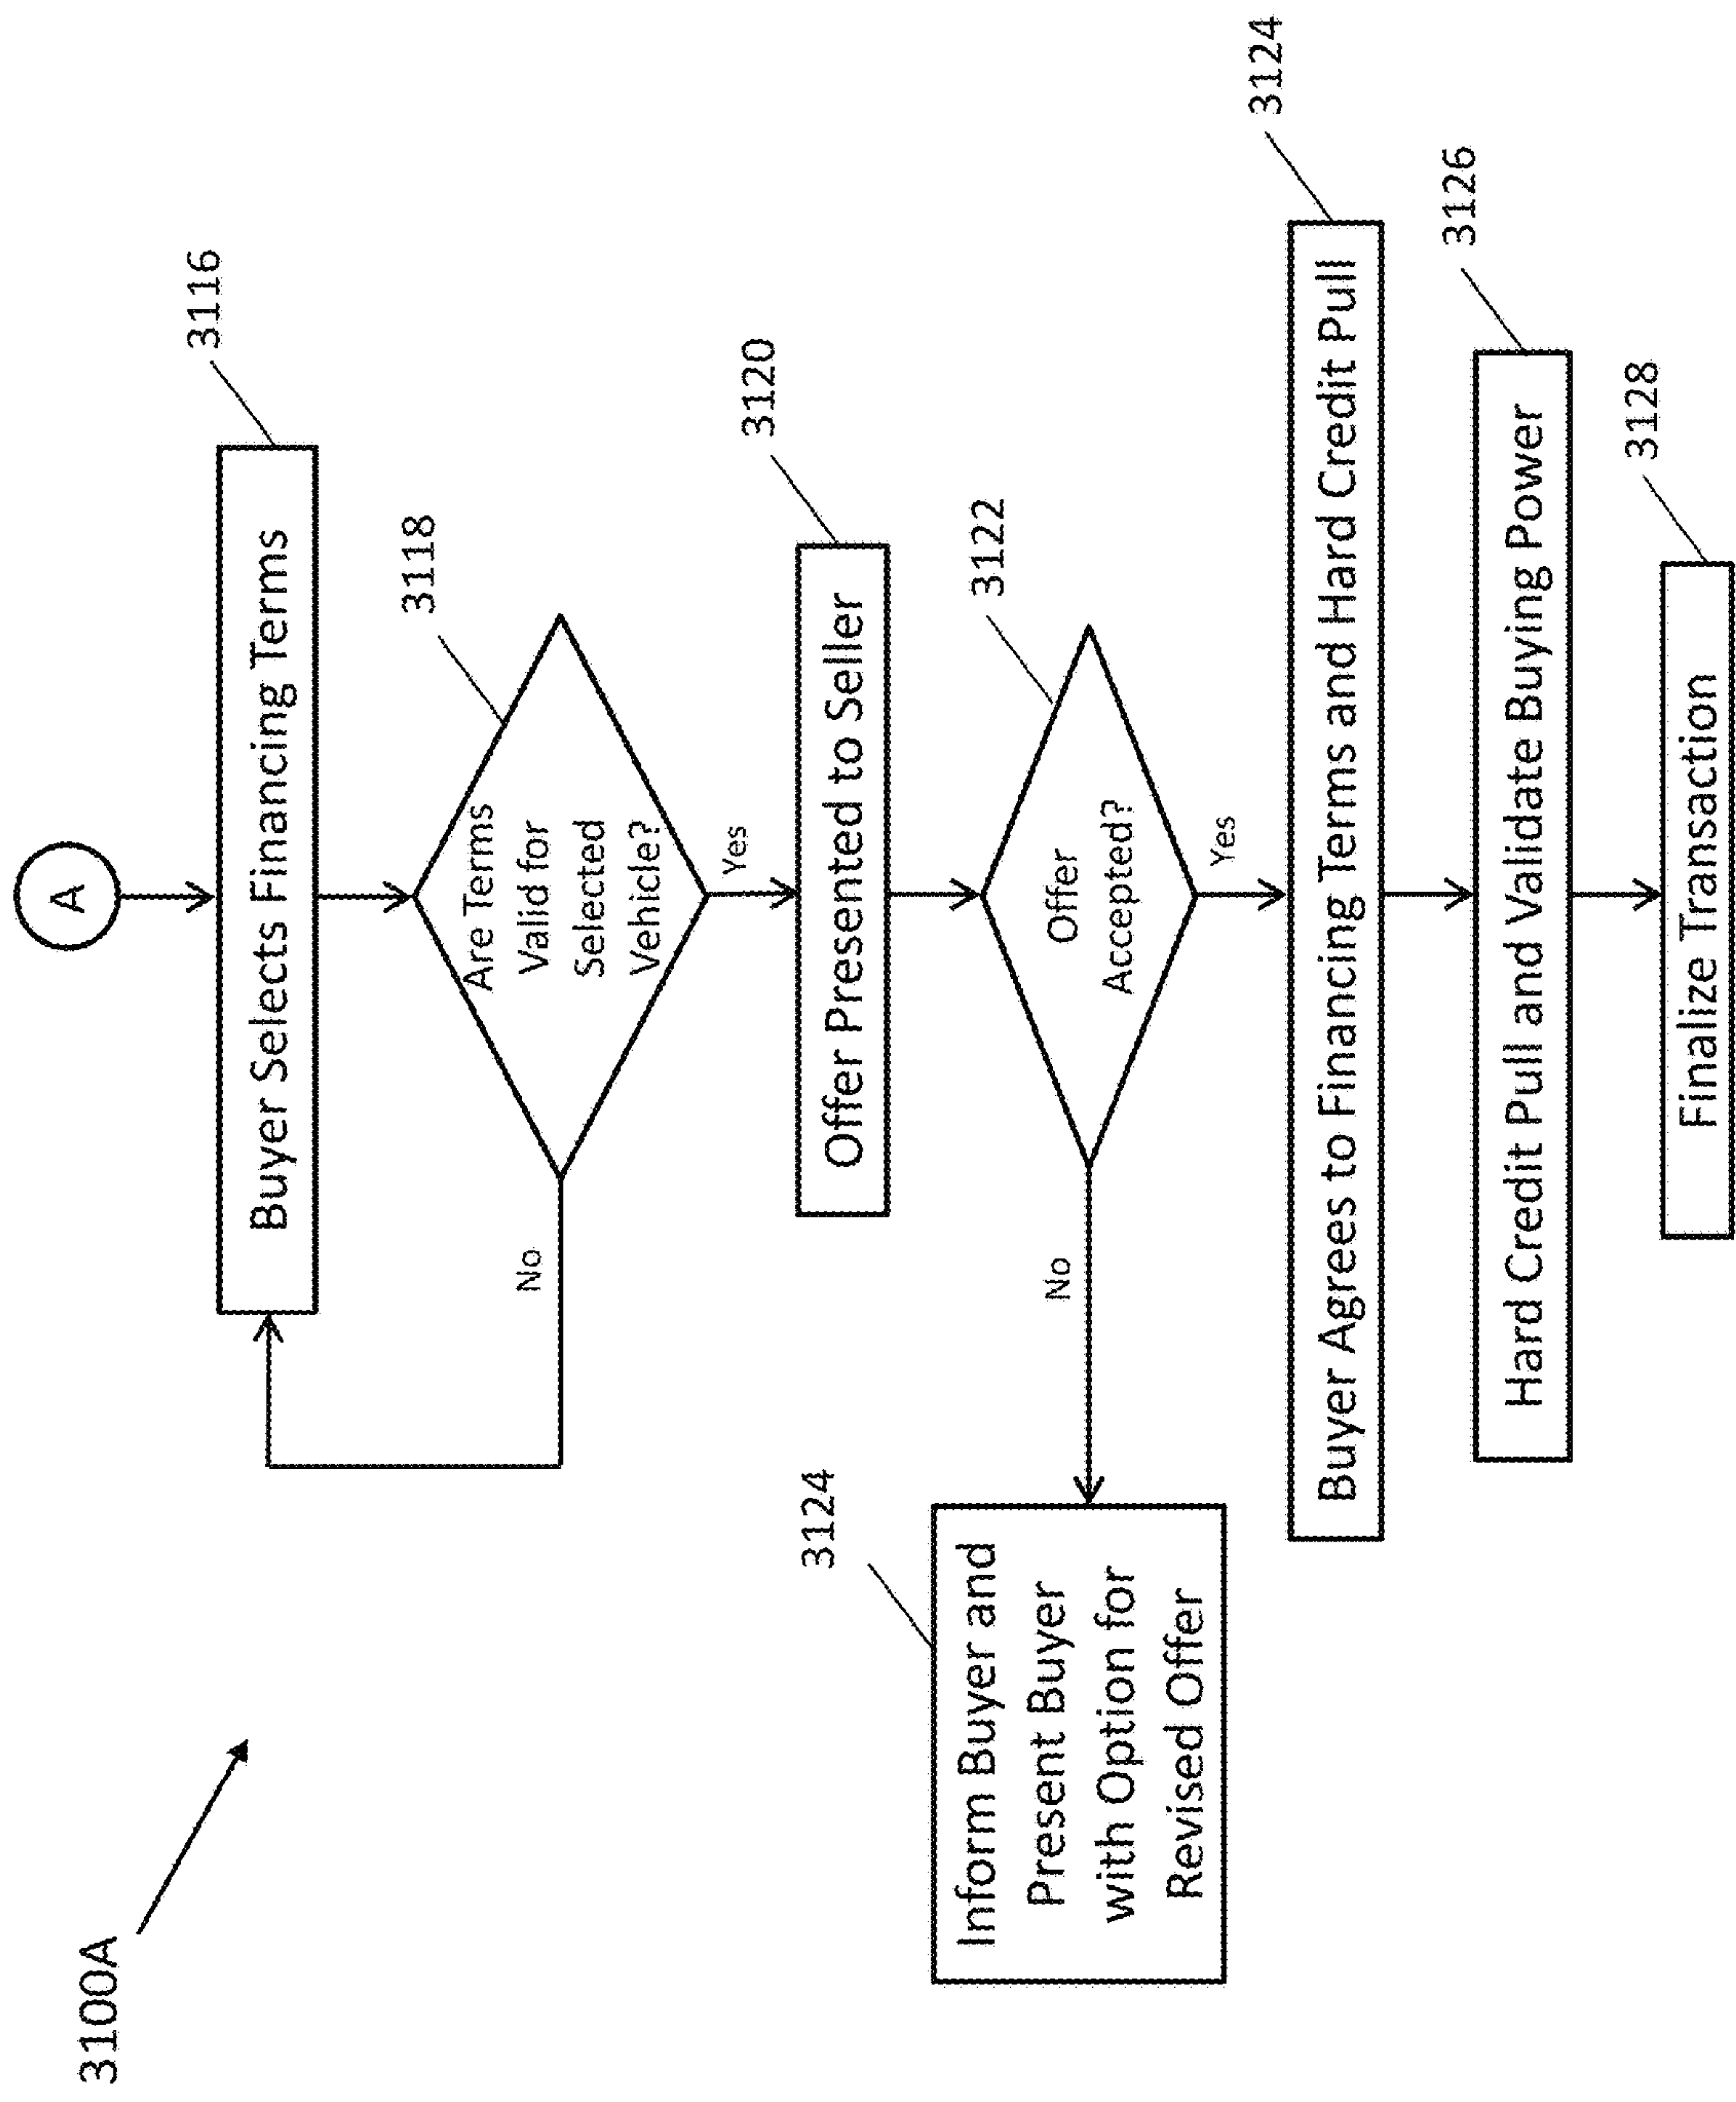 3100A
A
3116
Buyer Selects Financing Terms
3118
Are Terms
Valid for
Selected
Vehicle?
No
Yes
3120
Offer Presented to Seller
3122
Offer
Accepted?
No
Yes
3124
Inform Buyer and
Present Buyer
with Option for
Revised Offer
3124
Buyer Agrees to Financing Terms and Hard Credit Pull
3126
Hard Credit Pull and Validate Buying Power
3128
Finalize Transaction